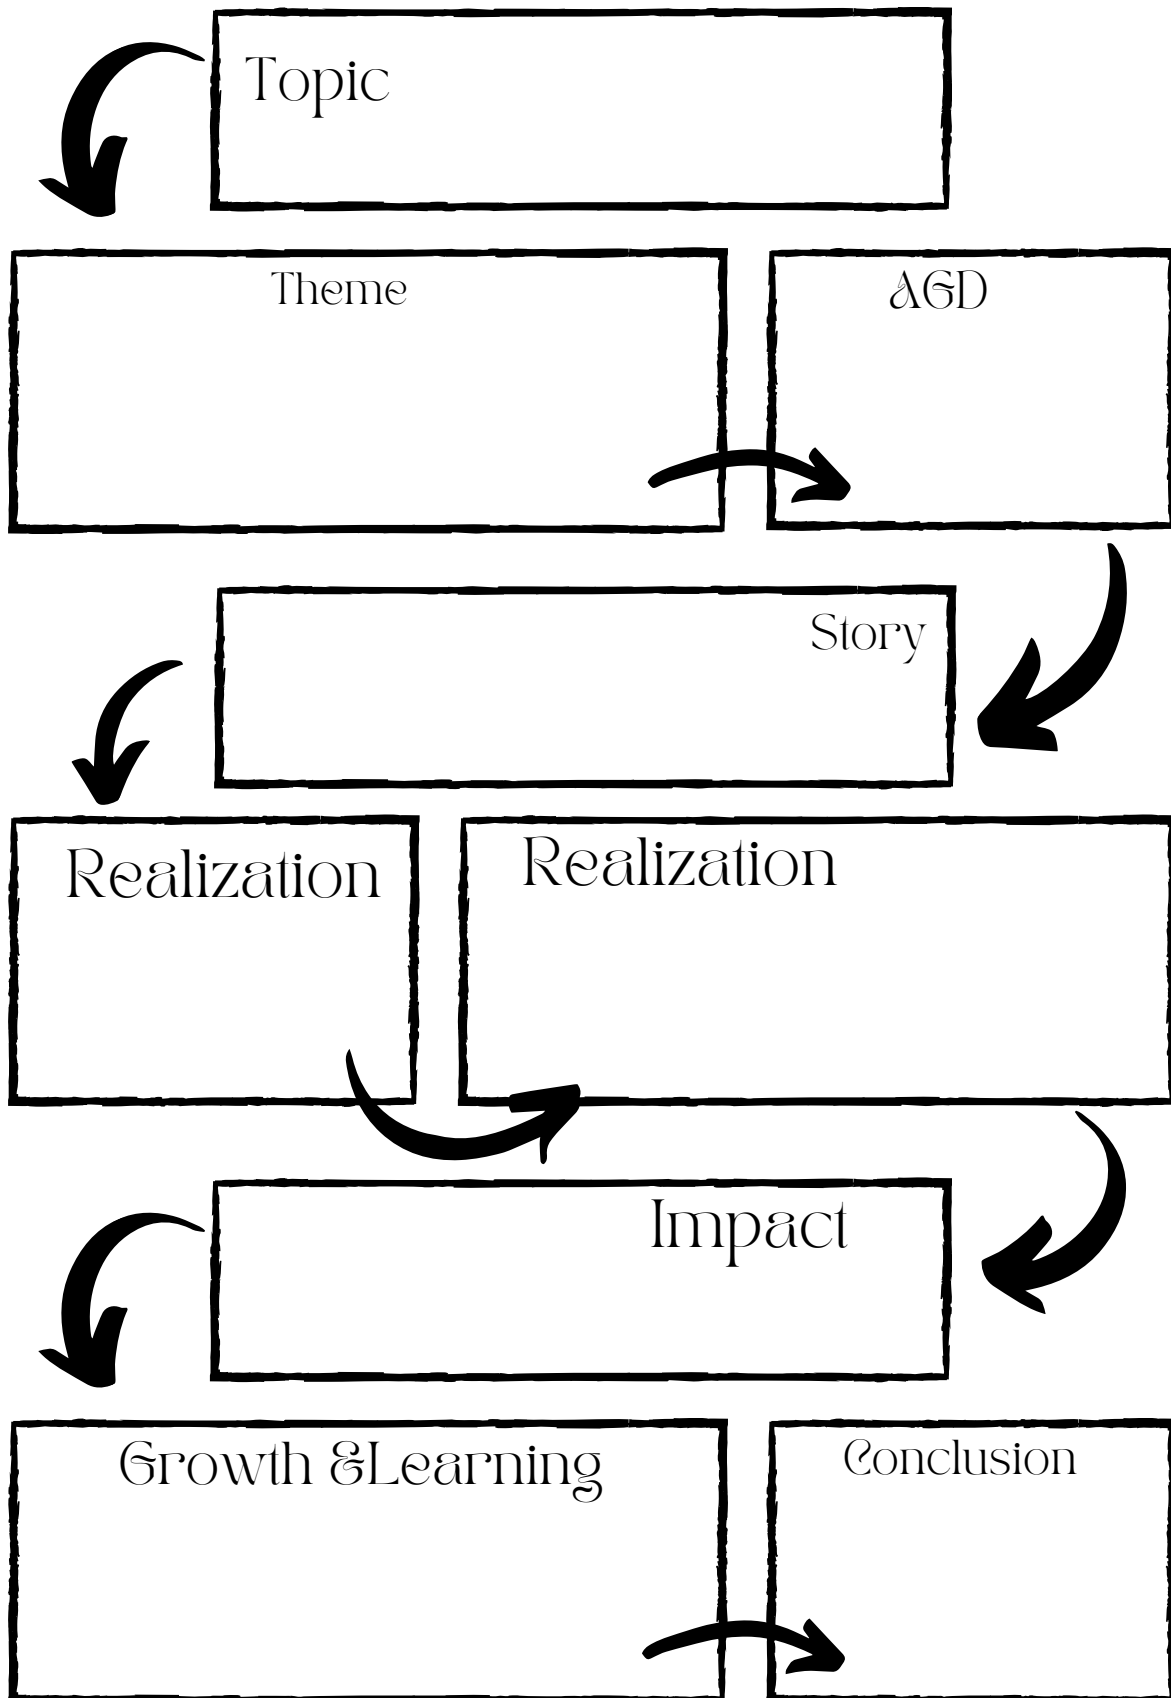 Topic
Theme
AGD
Story
Realization
Realization
Impact
Growth &Learning
Conclusion